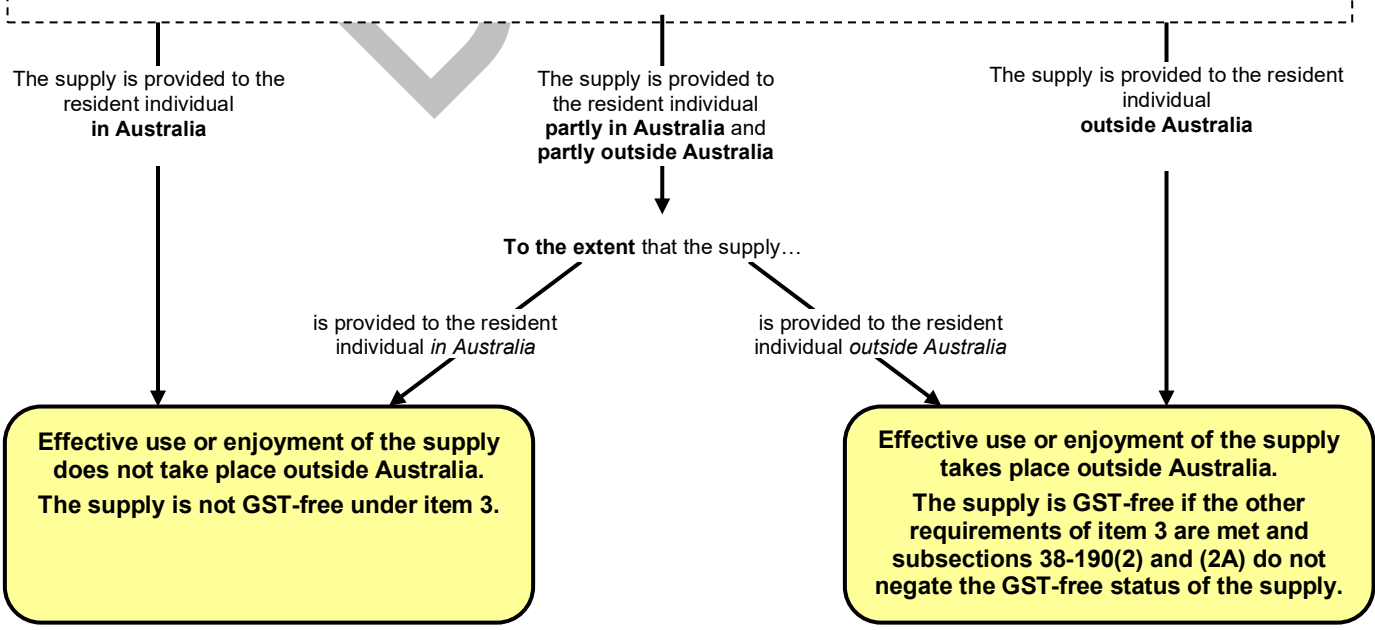 The supply is provided to the
resident individual
in Australia
The supply is provided to
the resident individual
partly in Australia and
partly outside Australia
The supply is provided to the resident
individual
outside Australia
To the extent that the supply…
is provided to the resident
individual in Australia
is provided to the resident
individual outside Australia
Effective use or enjoyment of the supply
does not take place outside Australia.
The supply is not GST-free under item 3.
Effective use or enjoyment of the supply
takes place outside Australia.
The supply is GST-free if the other
requirements of item 3 are met and
subsections 38-190(2) and (2A) do not
negate the GST-free status of the supply.